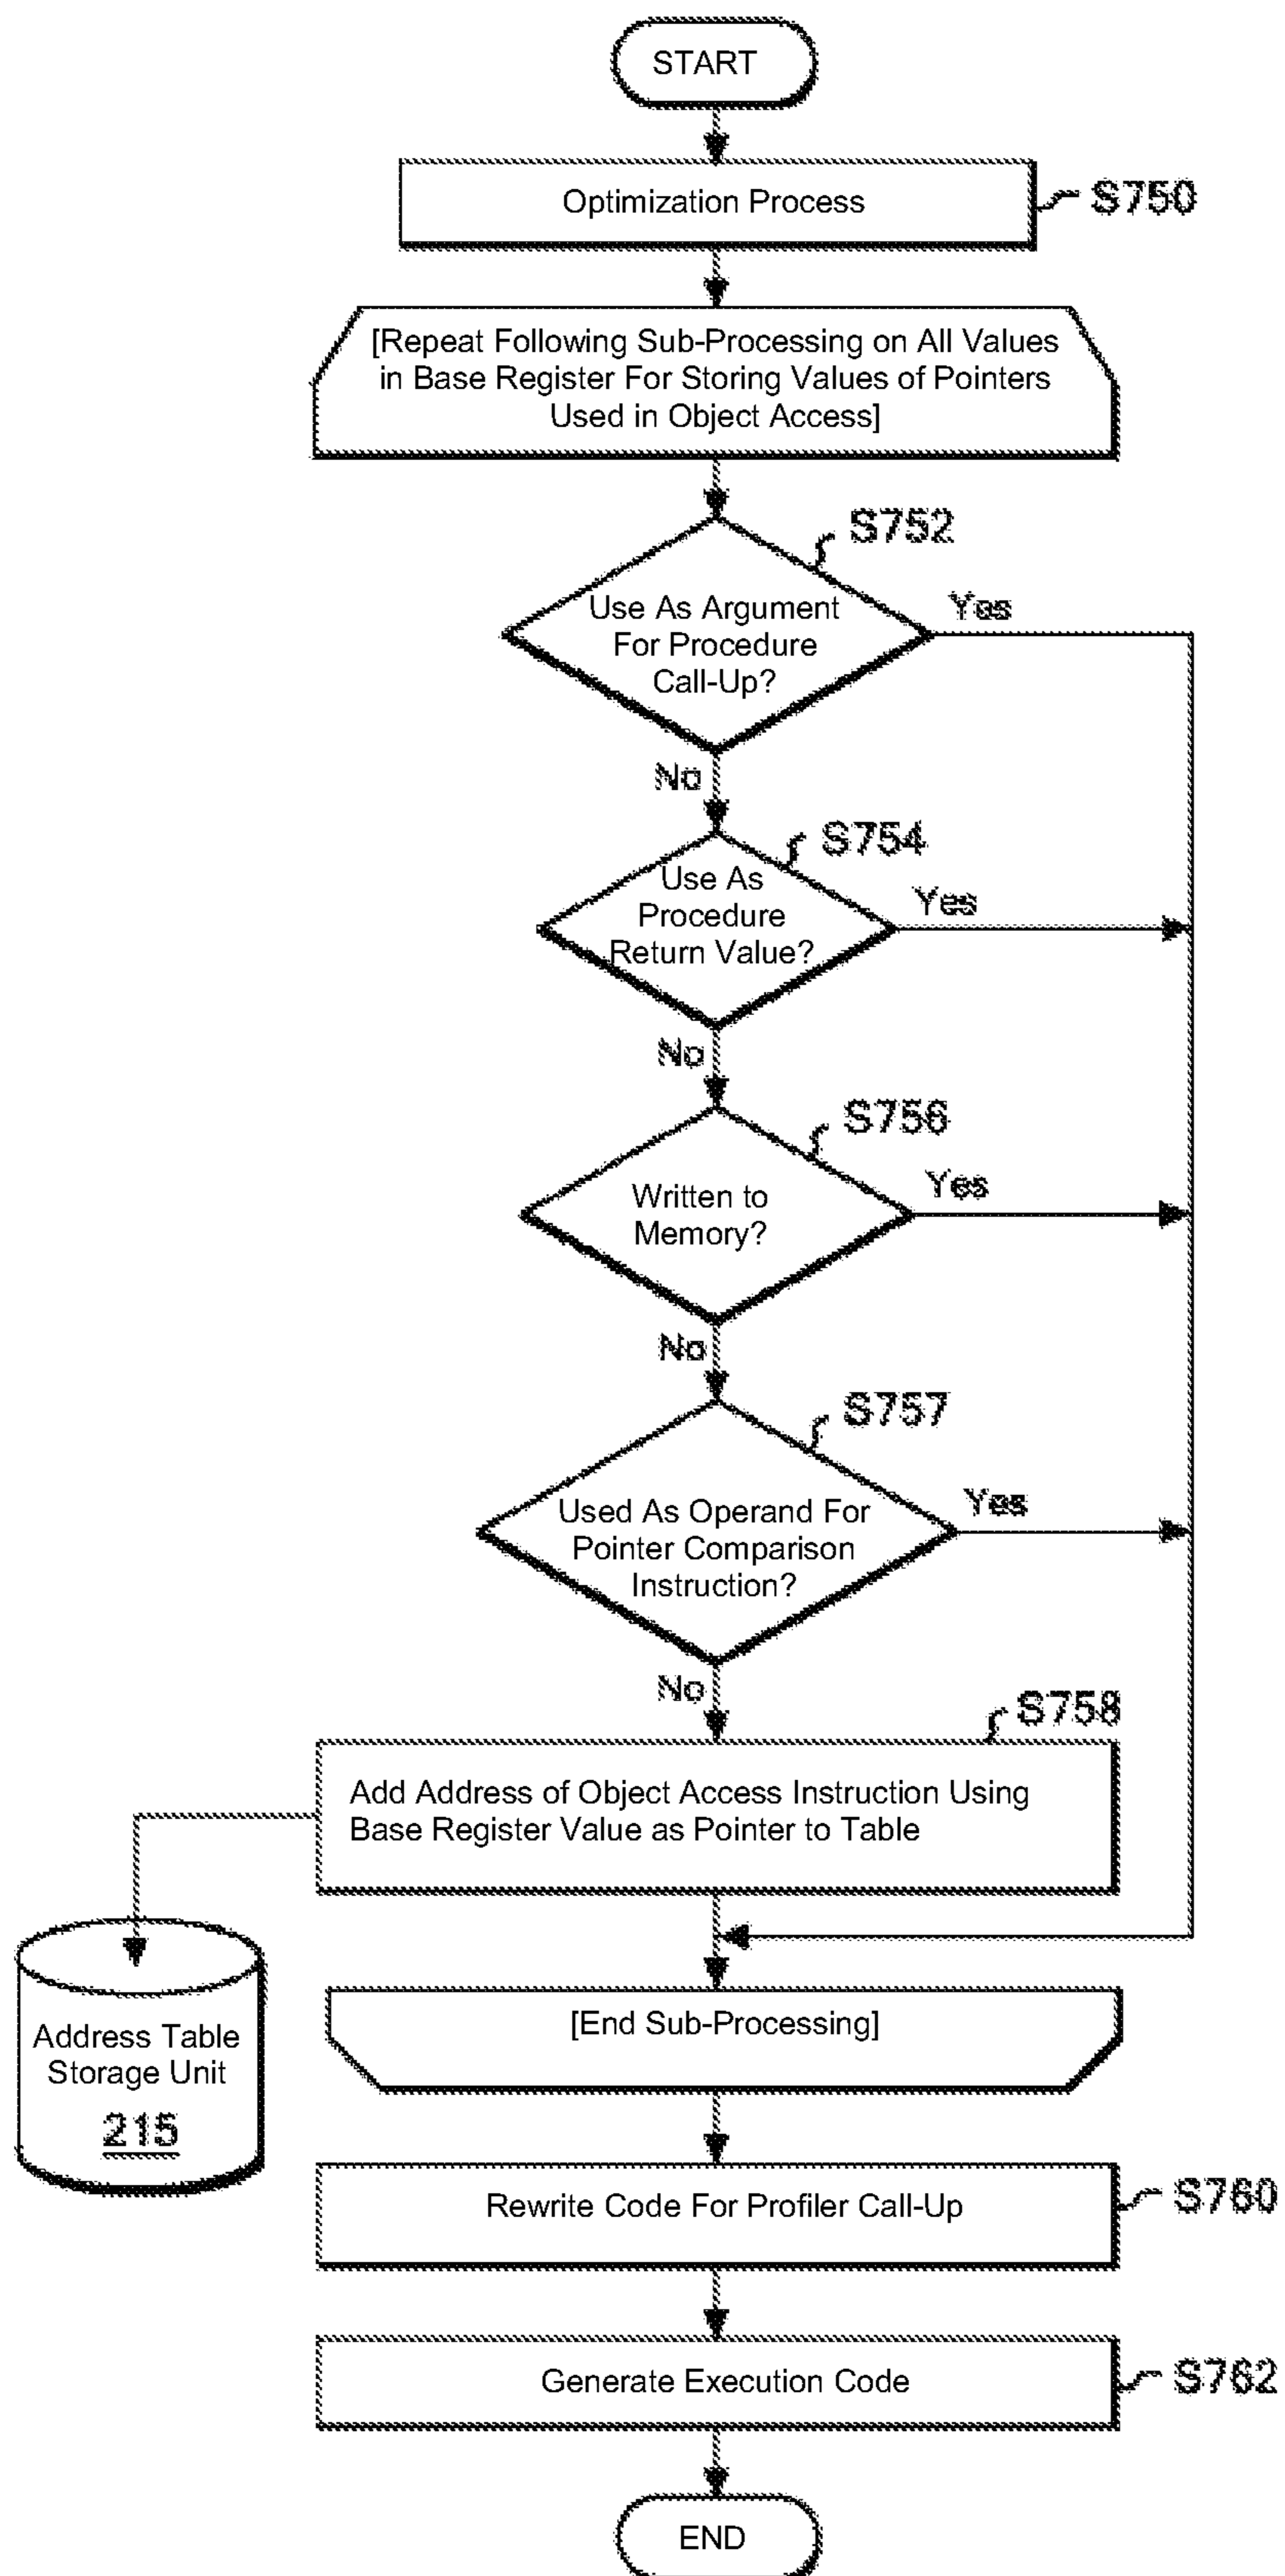 START
Optimization Process
S750
[Repeat Following Sub-Processing on All Values
in Base Register For Storing Values of Pointers
Used in Object Access]
S752
Use As Argument
For Procedure
Call-Up?
Yes
No
S754
Use As
Procedure
Return Value?
Yes
No
S756
Written to
Memory?
Yes
No
S757
Used As Operand For
Pointer Comparison
Instruction?
Yes
No
S758
Add Address of Object Access Instruction Using
Base Register Value as Pointer to Table
Address Table
Storage Unit
215
[End Sub-Processing]
Rewrite Code For Profiler Call-Up
S760
Generate Execution Code
S762
END